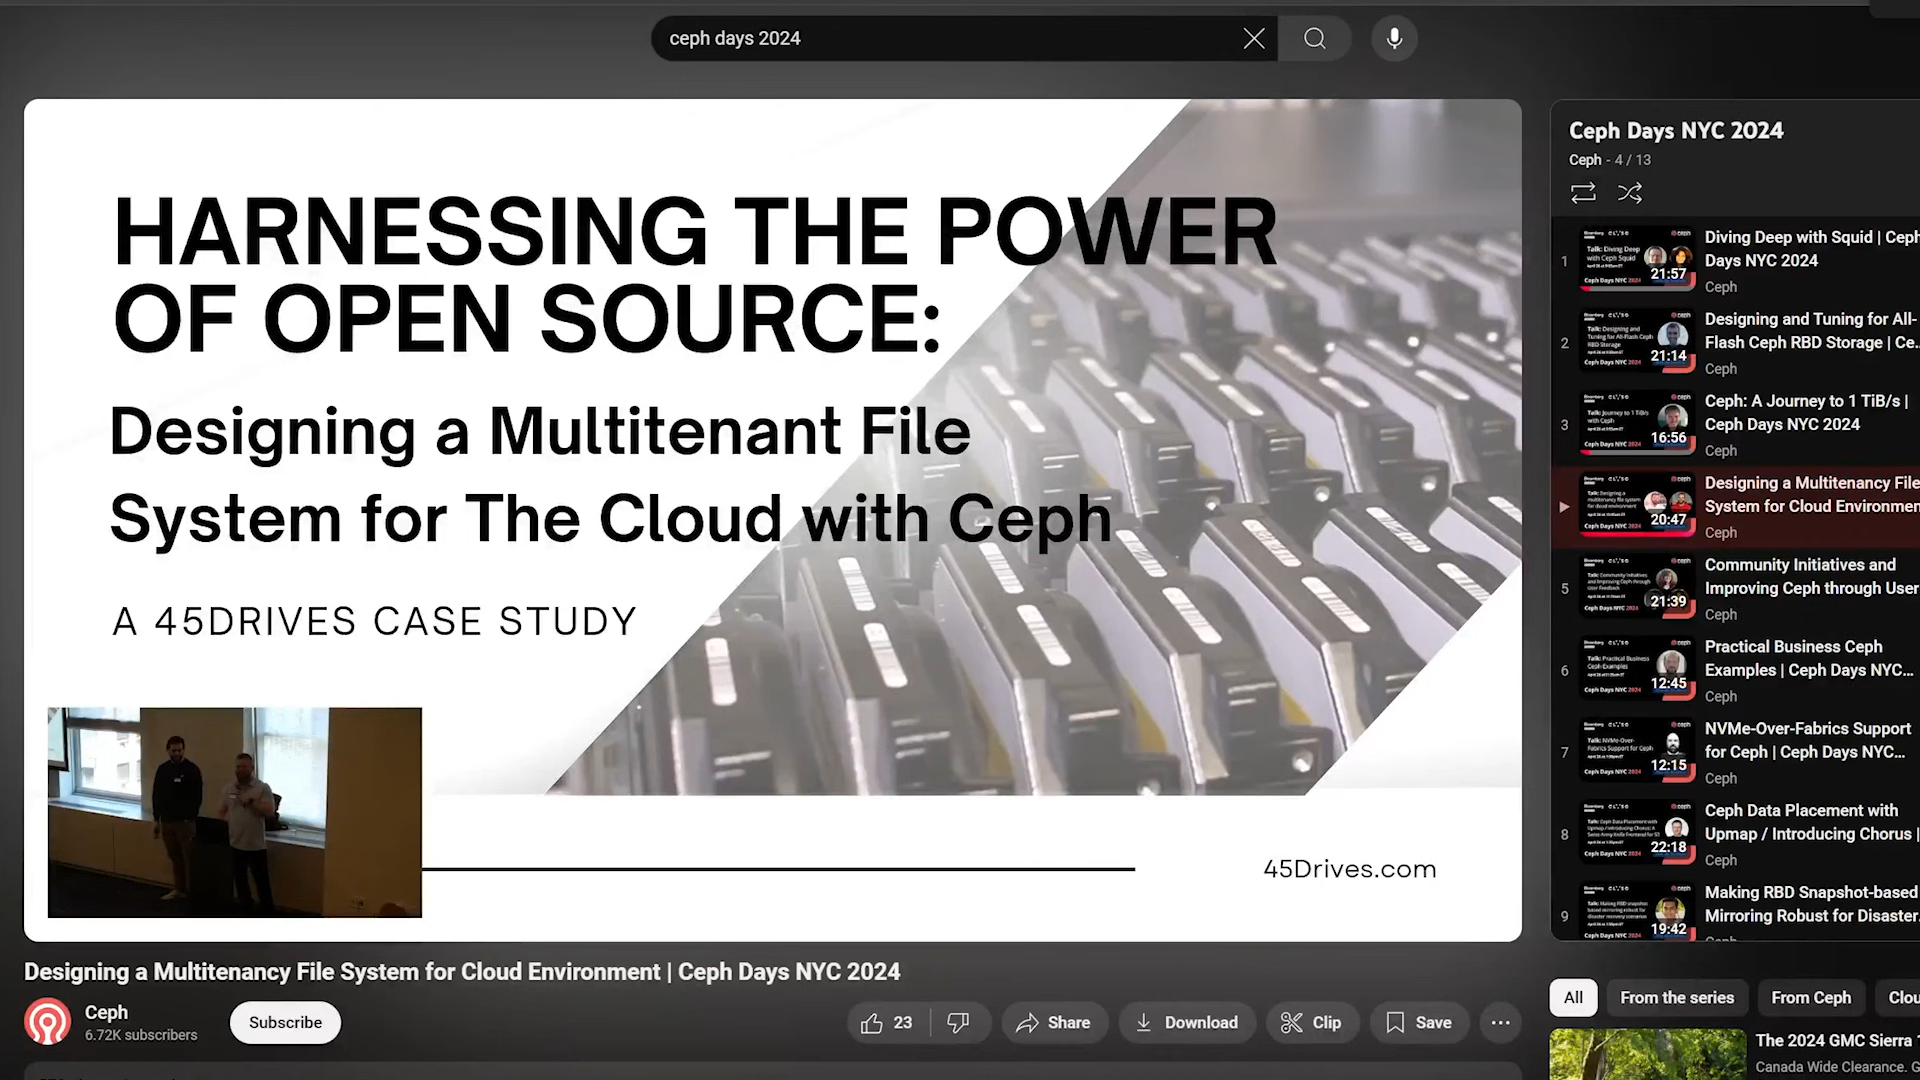 ceph days 2024
HARNESSING THE POWER
OF OPEN SOURCE:
Designing a Multitenant File
System for The Cloud with Ceph
A 45DRIVES CASE STUDY
45Drives.com
Designing a Multitenancy File System for Cloud Environment | Ceph Days NYC 2024
Ceph
6.72K subscribers
Subscribe
23
Share
Download
Clip
Save
Ceph Days NYC 2024
Ceph - 4 / 13
1
21:57
Diving Deep with Squid | Ceph
Days NYC 2024
Ceph
2
21:14
Designing and Tuning for All-
Flash Ceph RBD Storage | Ce...
Ceph
3
16:56
Ceph: A Journey to 1 TiB/s |
Ceph Days NYC 2024
Ceph
20:47
Designing a Multitenancy File
System for Cloud Environmen
Ceph
5
21:39
Community Initiatives and
Improving Ceph through User
Ceph
6
12:45
Practical Business Ceph
Examples | Ceph Days NYC...
Ceph
7
12:15
NVMe-Over-Fabrics Support
for Ceph | Ceph Days NYC...
Ceph
8
22:18
Ceph Data Placement with
Upmap / Introducing Chorus |
Ceph
9
19:42
Making RBD Snapshot-based
Mirroring Robust for Disaster
All
From the series
From Ceph
Clou
The 2024 GMC Sierra 1
Canada Wide Clearance. G